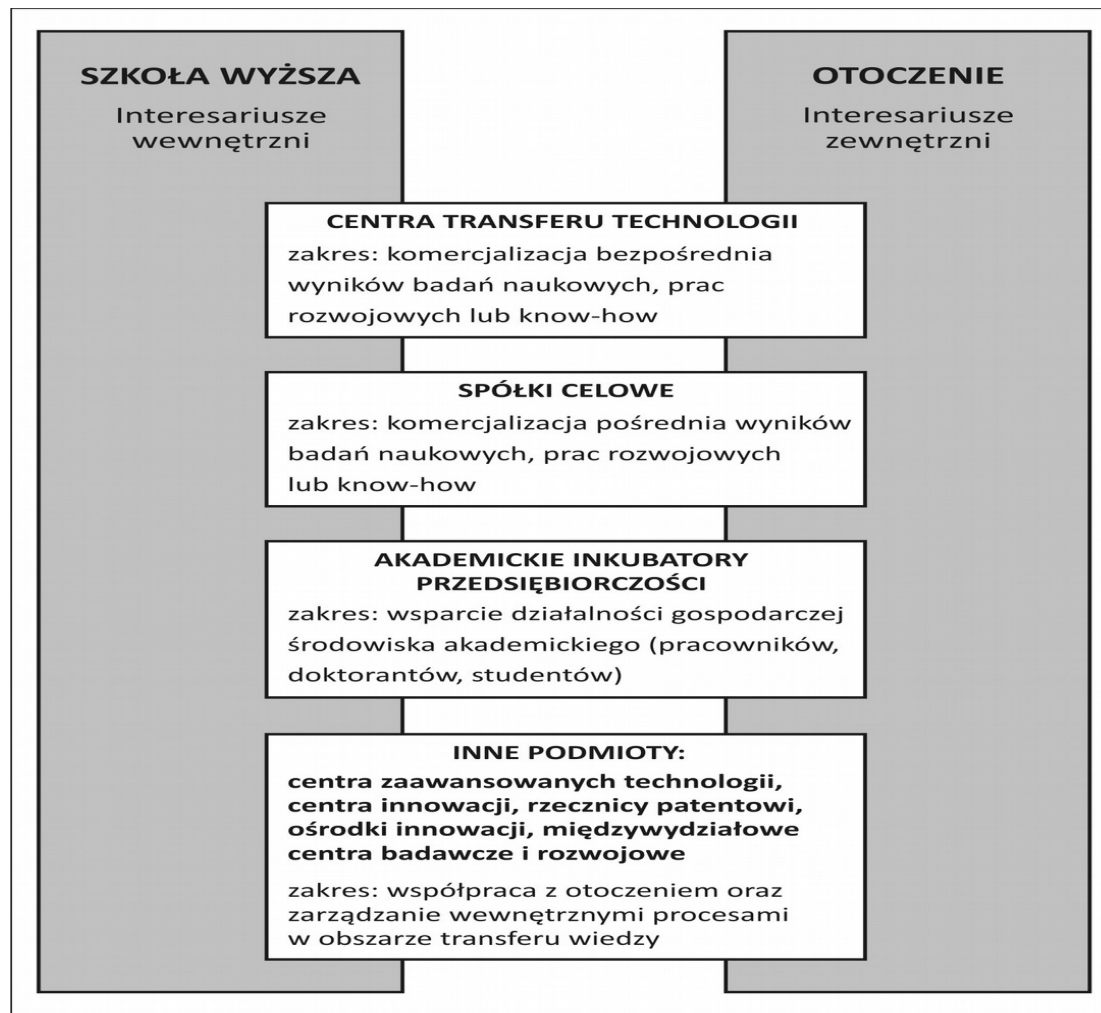 SZKOŁA WYŻSZA
Interesariusze
wewnętrzni
OTOCZENIE
Interesariusze
zewnętrzni
CENTRA TRANSFERU TECHNOLOGII
zakres: komercjalizacja bezpośrednia
wyników badań naukowych, prac
rozwojowych lub know-how
SPÓŁKI CELOWE
zakres: komercjalizacja pośrednia wyników
badań naukowych, prac rozwojowych
lub know-how
AKADEMICKIE INKUBATORY
PRZEDSIĘBIORCZOŚCI
zakres: wsparcie działalności gospodarczej
środowiska akademickiego (pracowników,
doktorantów, studentów)
INNE PODMIOTY:
centra zaawansowanych technologii,
centra innowacji, rzecznicy patentowi,
ośrodki innowacji, międzywydziałowe
centra badawcze i rozwojowe
zakres: współpraca z otoczeniem oraz
zarządzanie wewnętrznymi procesami
w obszarze transferu wiedzy